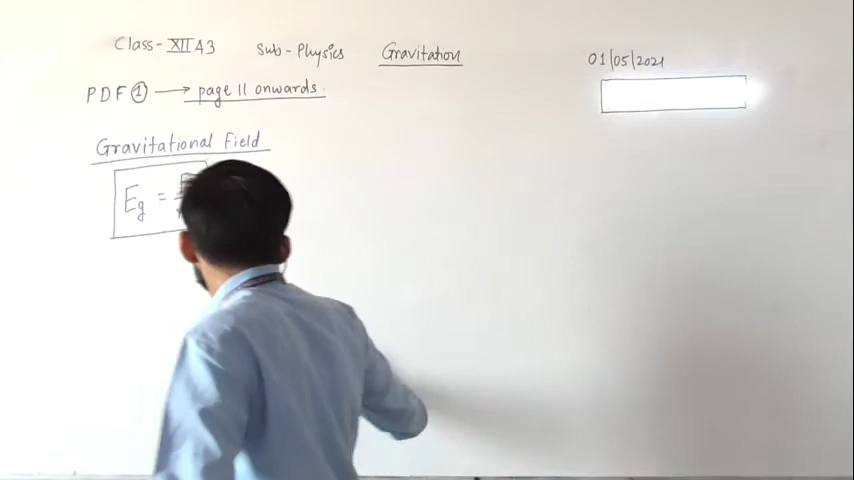 Class-XII A3 Sub-Physics Gravitation 01/05/2021
PDF ① → page 11 onwards.
Gravitational Field
Eg =